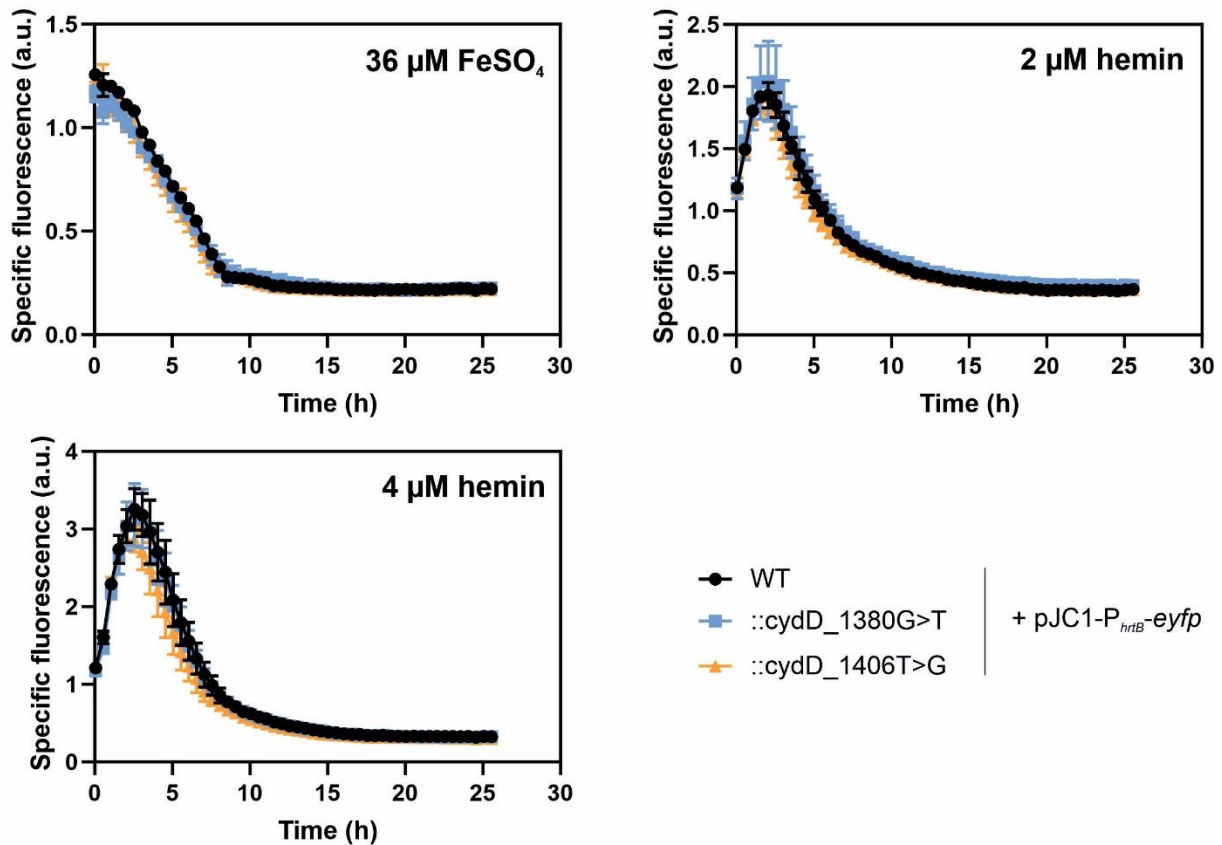 36 µM FeSO₄
Specific fluorescence (a.u.)
1.5
1.0
0.5
0.0
0 5 10 15 20 25 30
Time (h)
2 µM hemin
Specific fluorescence (a.u.)
2.5
2.0
1.5
1.0
0.5
0.0
0 5 10 15 20 25 30
Time (h)
4 µM hemin
Specific fluorescence (a.u.)
4
3
2
1
0
0 5 10 15 20 25 30
Time (h)
WT
::cydD_1380G>T
::cydD_1406T>G
+ pJC1-PhrtB-eyfp